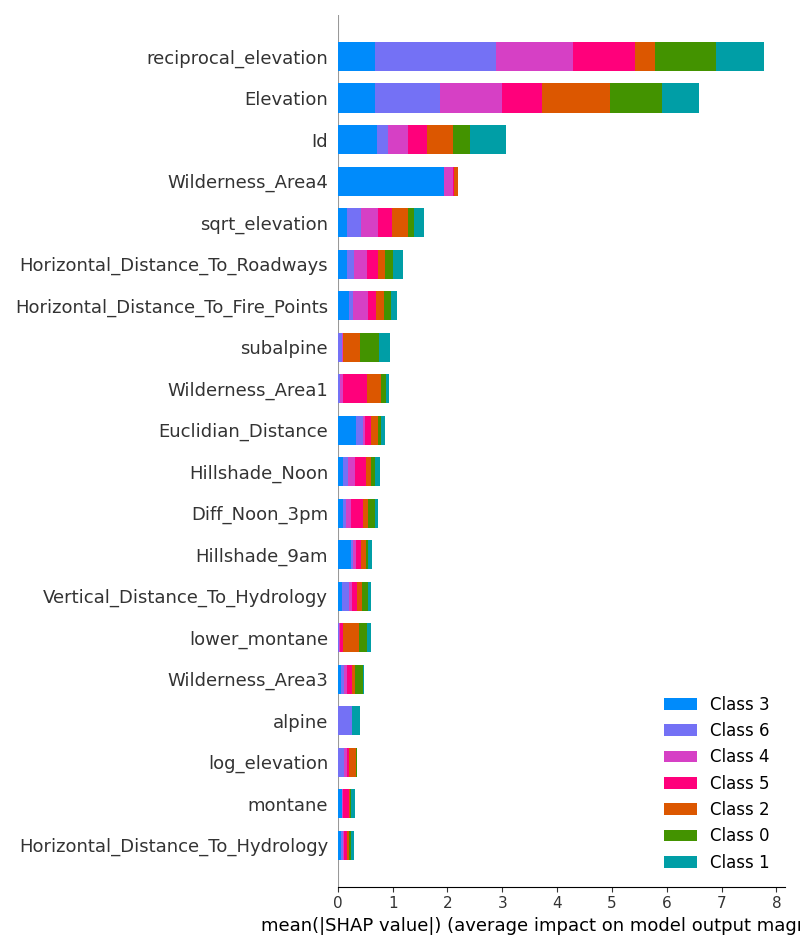 reciprocal_elevation
Elevation
Id
Wilderness_Area4
sqrt_elevation
Horizontal_Distance_To_Roadways
Horizontal_Distance_To_Fire_Points
subalpine
Wilderness_Area1
Euclidian_Distance
Hillshade_Noon
Diff_Noon_3pm
Hillshade_9am
Vertical_Distance_To_Hydrology
lower_montane
Wilderness_Area3
alpine
log_elevation
montane
Horizontal_Distance_To_Hydrology
Class 3
Class 6
Class 4
Class 5
Class 2
Class 0
Class 1
0 1 2 3 4 5 6 7 8
mean(|SHAP value|) (average impact on model output magn